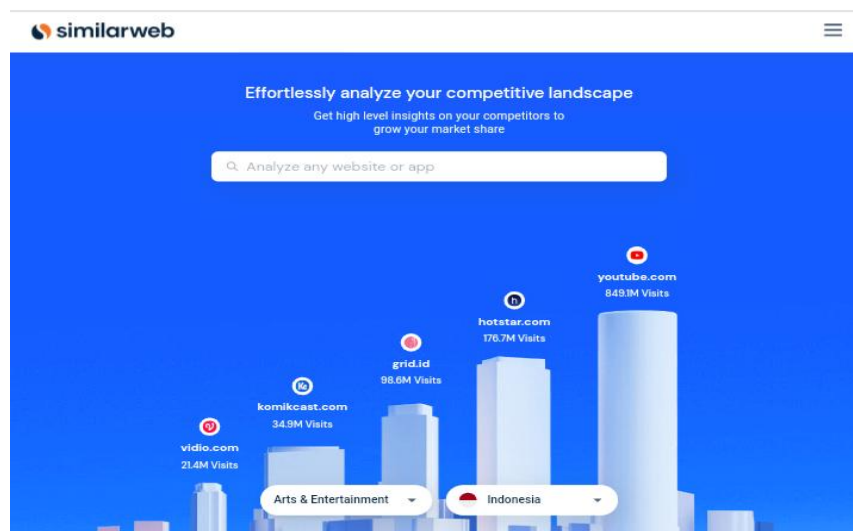 similarweb
Effortlessly analyze your competitive landscape
Get high level insights on your competitors to
grow your market share
Analyze any website or app
youtube.com
849.1M Visits
hotstar.com
176.7M Visits
grid.id
98.6M Visits
komikcast.com
34.9M Visits
vidio.com
21.4M Visits
Arts & Entertainment
Indonesia